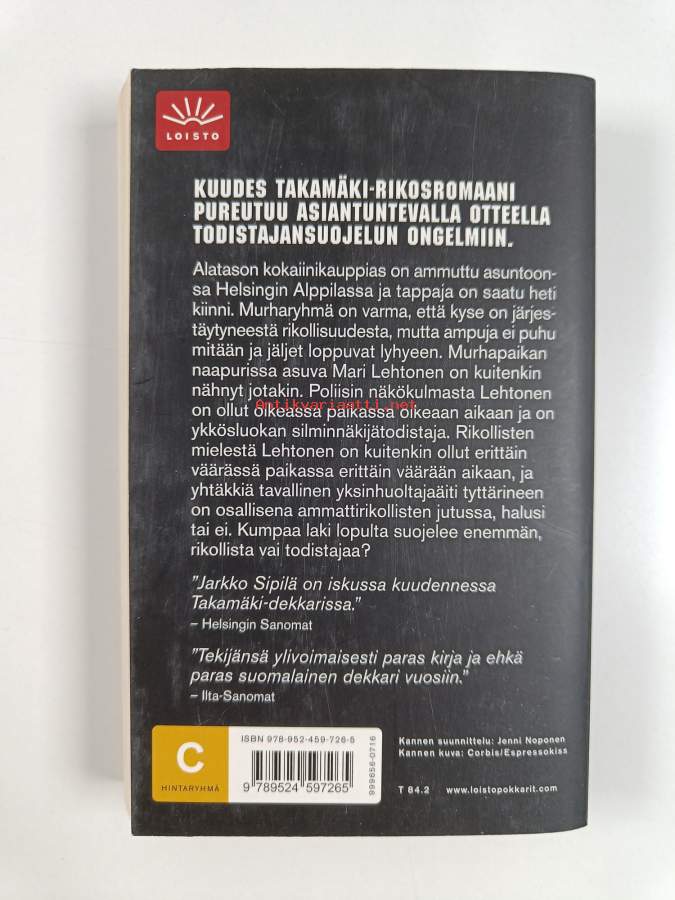 LOISTO
KUUDES TAKAMÄKI-RIKOSROMAANI
PUREUTUU ASIANTUNTEVALLA OTTEELLA
TODISTAJANSUOJELUN ONGELMIIN.
Alatason kokaiinikauppias on ammuttu asuntoon-
sa Helsingin Alppilassa ja tappaja on saatu heti
kiinni. Murharyhmä on varma, että kyse on järjes-
täytyneestä rikollisuudesta, mutta ampuja ei puhu
mitään ja jäljet loppuvat lyhyeen. Murhapaikan
naapurissa asuva Mari Lehtonen on kuitenkin
nähnyt jotakin. Poliisin näkökulmasta Lehtonen
Antikvariaatti.net
on ollut oikeassa paikassa oikeaan aikaan ja on
ykkösluokan silminnäkijätodistaja. Rikollisten
mielestä Lehtonen on kuitenkin ollut erittäin
väärässä paikassa erittäin väärään aikaan, ja
yhtäkkiä tavallinen yksinhuoltajaäiti tyttärineen
on osallisena ammattirikollisten jutussa, halusi
tai ei. Kumpaa laki lopulta suojelee enemmän,
rikollista vai todistajaa?
"Jarkko Sipilä on iskussa kuudennessa
Takamäki-dekkarissa."
– Helsingin Sanomat
"Tekijänsä ylivoimaisesti paras kirja ja ehkä
paras suomalainen dekkari vuosiin."
– Ilta-Sanomat
C
HINTARYHMÄ
ISBN 978-952-459-726-5
9 789524 597265
999656-0716
Kannen suunnittelu: Jenni Noponen
Kannen kuva: Corbis/Espressokiss
T 84.2 www.loistopokkarit.com